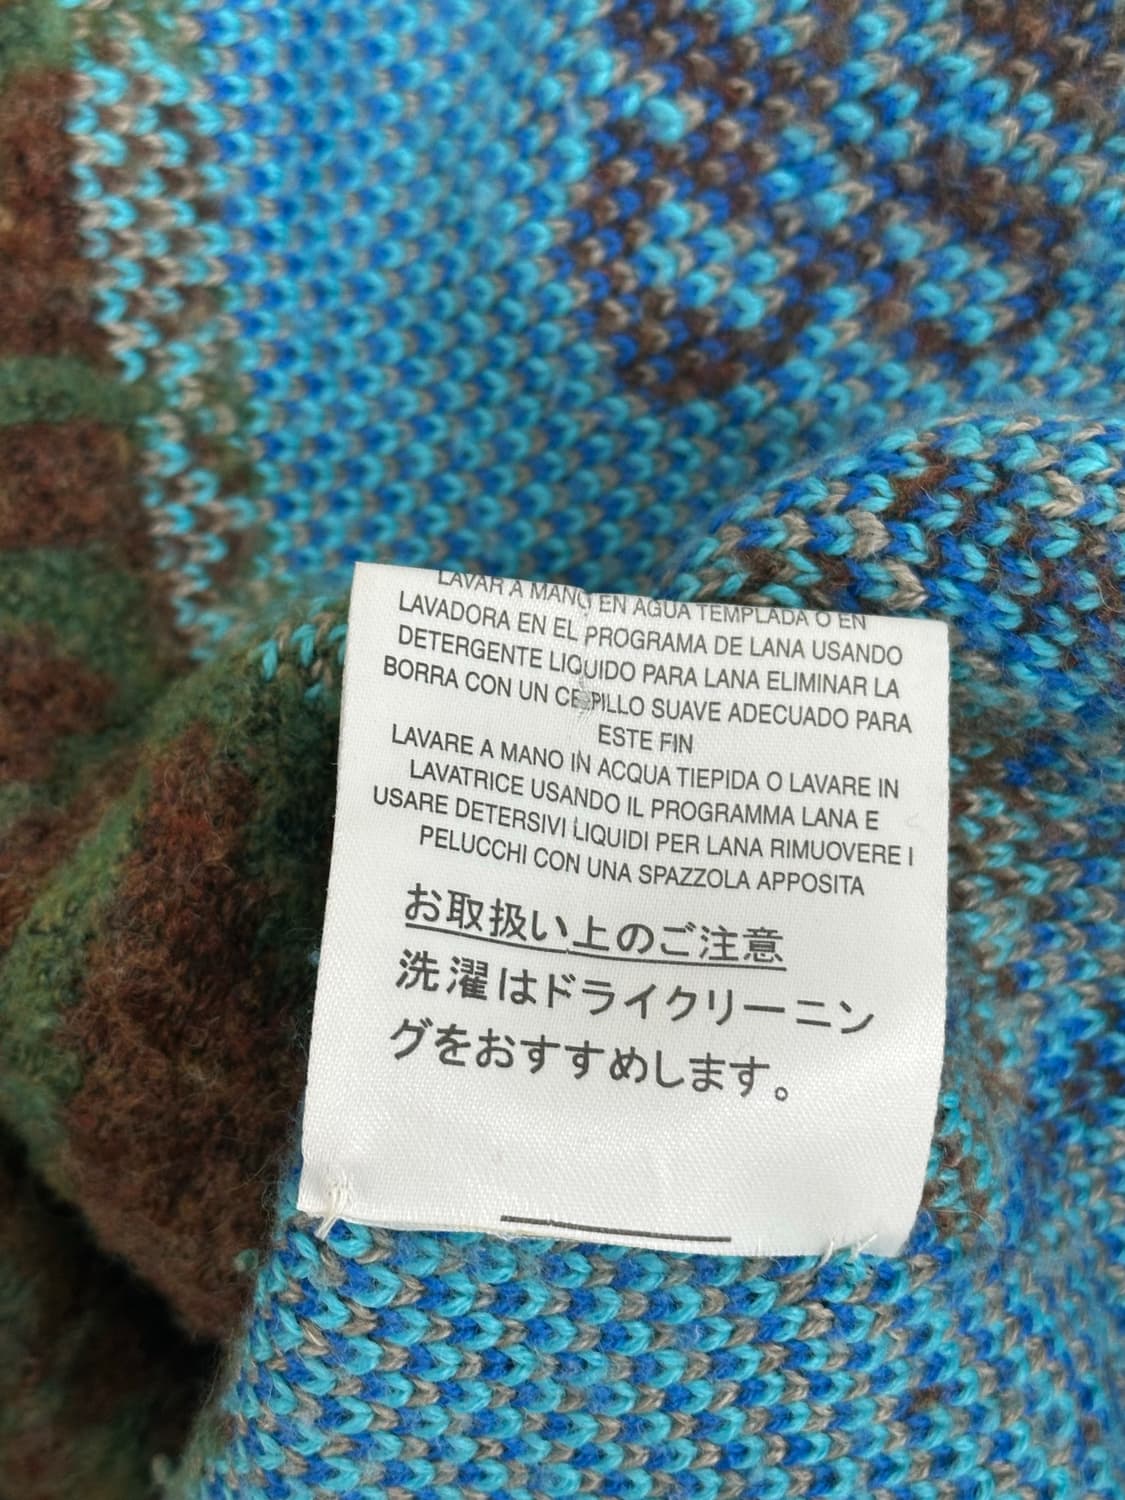 LAVAR A MANO EN AGUA TEMPLADA O EN
LAVADORA EN EL PROGRAMA DE LANA USANDO
DETERGENTE LIQUIDO PARA LANA ELIMINAR LA
BORRA CON UN CEPILLO SUAVE ADECUADO PARA
ESTE FIN
LAVARE A MANO IN ACQUA TIEPIDA O LAVARE IN
LAVATRICE USANDO IL PROGRAMMA LANA E
USARE DETERSIVI LIQUIDI PER LANA RIMUOVERE I
PELUCCHI CON UNA SPAZZOLA APPOSITA
お取扱い上のご注意
洗濯はドライクリーニン
グをおすすめします。